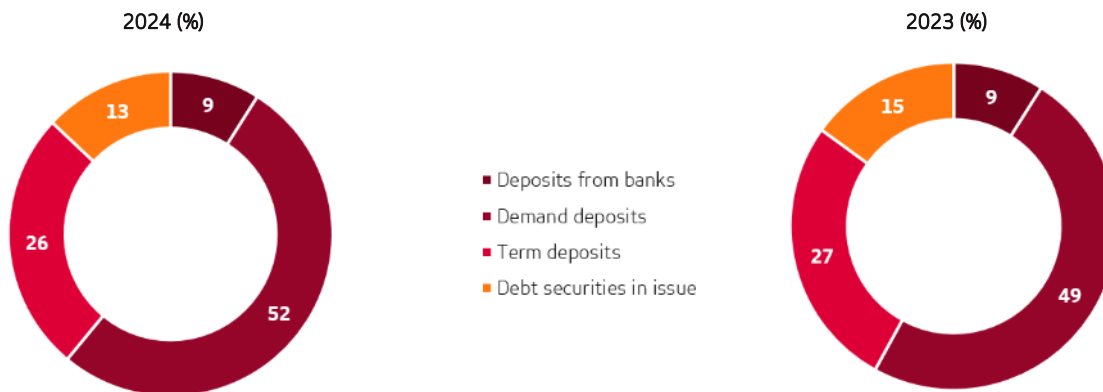 2024 (%)
2023 (%)
13
9
26
52
Deposits from banks
Demand deposits
Term deposits
Debt securities in issue
15
9
27
49